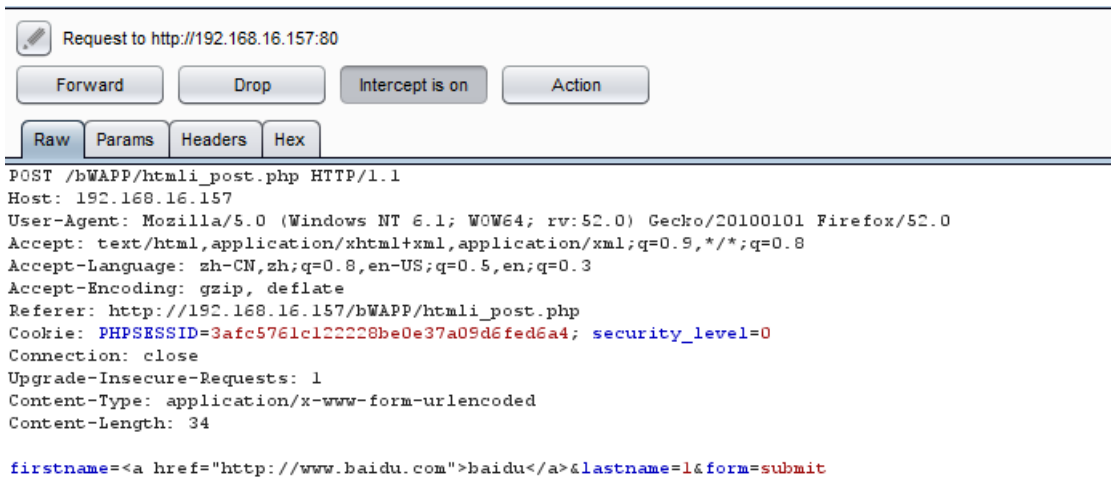 Request to http://192.168.16.157:80
Forward Drop Intercept is on Action
Raw Params Headers Hex
POST /bWAPP/htmli_post.php HTTP/1.1
Host: 192.168.16.157
User-Agent: Mozilla/5.0 (Windows NT 6.1; WOW64; rv:52.0) Gecko/20100101 Firefox/52.0
Accept: text/html,application/xhtml+xml,application/xml;q=0.9,*/*;q=0.8
Accept-Language: zh-CN,zh;q=0.8,en-US;q=0.5,en;q=0.3
Accept-Encoding: gzip, deflate
Referer: http://192.168.16.157/bWAPP/htmli_post.php
Cookie: PHPSESSID=3afc5761c122228be0e37a09d6fed6a4; security_level=0
Connection: close
Upgrade-Insecure-Requests: 1
Content-Type: application/x-www-form-urlencoded
Content-Length: 34
firstname=<a href="http://www.baidu.com">baidu</a>&lastname=1&form=submit